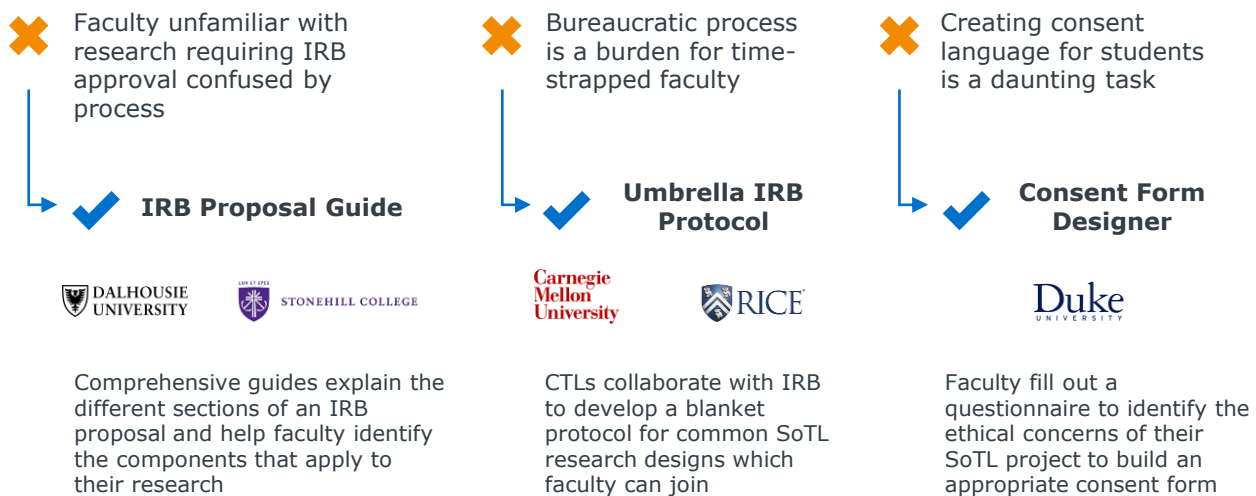 Faculty unfamiliar with
research requiring IRB
approval confused by
process
IRB Proposal Guide
DALHOUSIE
UNIVERSITY
LUX ET SPES
STONEHILL COLLEGE
Comprehensive guides explain the
different sections of an IRB
proposal and help faculty identify
the components that apply to
their research
Bureaucratic process
is a burden for time-
strapped faculty
Umbrella IRB
Protocol
Carnegie
Mellon
University
RICE
CTLs collaborate with IRB
to develop a blanket
protocol for common SoTL
research designs which
faculty can join
Creating consent
language for students
is a daunting task
Consent Form
Designer
Duke
UNIVERSITY
Faculty fill out a
questionnaire to identify the
ethical concerns of their
SoTL project to build an
appropriate consent form